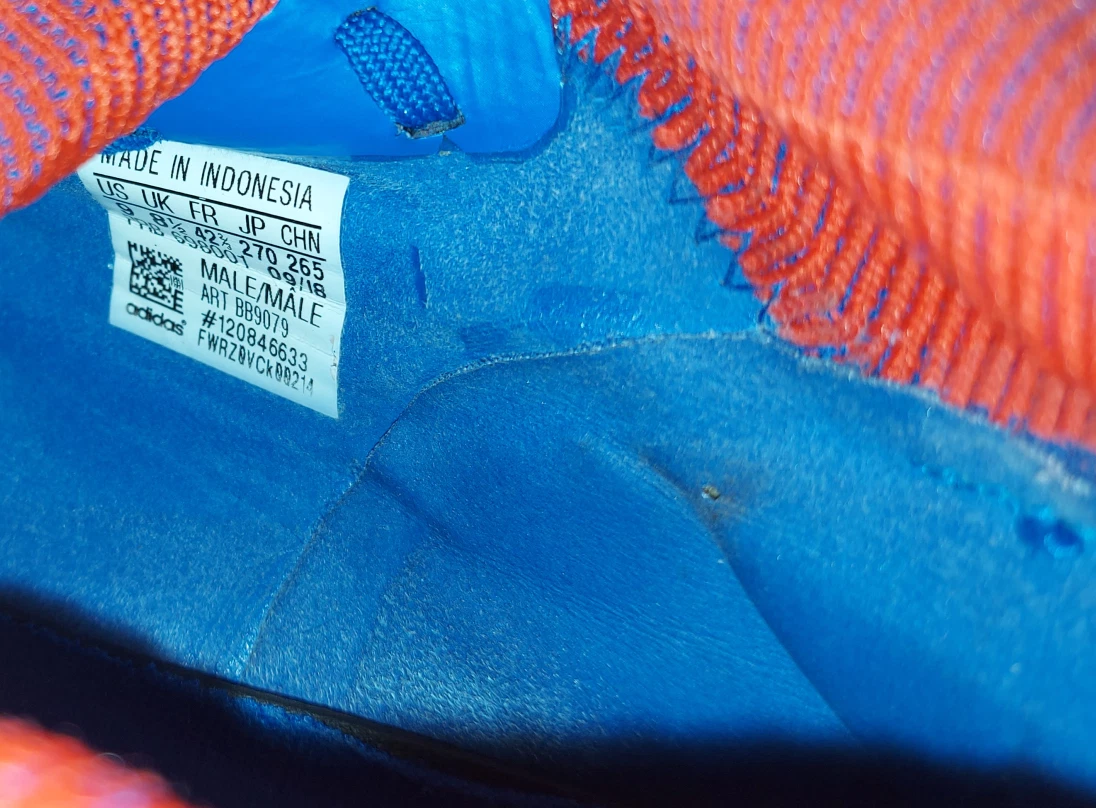 MADE IN INDONESIA
US UK FR JP CHN
9 8½ 42⅔ 270 265
09/18
MALE/MÂLE
ART BB9079
#120846633
FWRZ0VCK00214
adidas